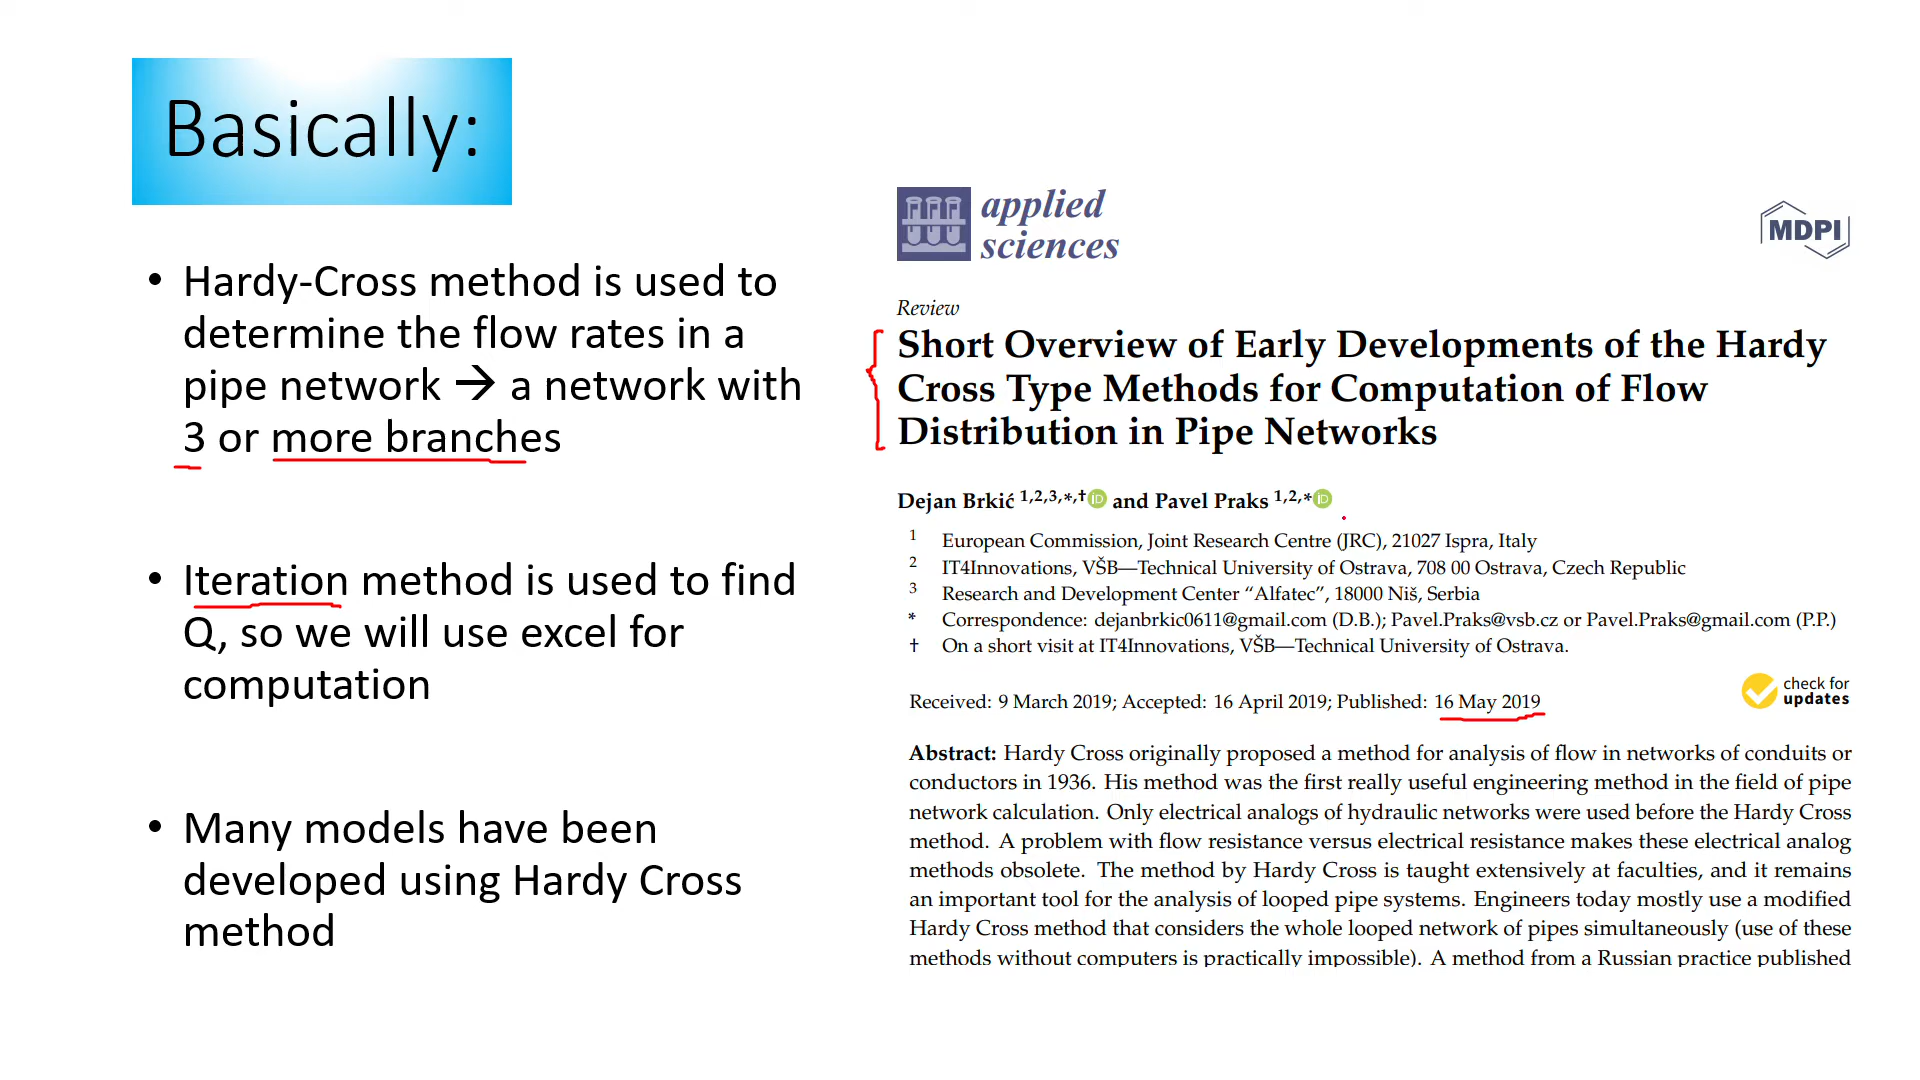 Basically:
• Hardy-Cross method is used to
determine the flow rates in a
pipe network → a network with
3 or more branches
• Iteration method is used to find
Q, so we will use excel for
computation
• Many models have been
developed using Hardy Cross
method
applied
sciences
MDPI
Review
Short Overview of Early Developments of the Hardy
Cross Type Methods for Computation of Flow
Distribution in Pipe Networks
Dejan Brkić 1,2,3,*,† iD and Pavel Praks 1,2,* iD
1 European Commission, Joint Research Centre (JRC), 21027 Ispra, Italy
2 IT4Innovations, VŠB—Technical University of Ostrava, 708 00 Ostrava, Czech Republic
3 Research and Development Center “Alfatec”, 18000 Niš, Serbia
* Correspondence: dejanbrkic0611@gmail.com (D.B.); Pavel.Praks@vsb.cz or Pavel.Praks@gmail.com (P.P.)
† On a short visit at IT4Innovations, VŠB—Technical University of Ostrava.
Received: 9 March 2019; Accepted: 16 April 2019; Published: 16 May 2019
check for
updates
Abstract: Hardy Cross originally proposed a method for analysis of flow in networks of conduits or
conductors in 1936. His method was the first really useful engineering method in the field of pipe
network calculation. Only electrical analogs of hydraulic networks were used before the Hardy Cross
method. A problem with flow resistance versus electrical resistance makes these electrical analog
methods obsolete. The method by Hardy Cross is taught extensively at faculties, and it remains
an important tool for the analysis of looped pipe systems. Engineers today mostly use a modified
Hardy Cross method that considers the whole looped network of pipes simultaneously (use of these
methods without computers is practically impossible). A method from a Russian practice published